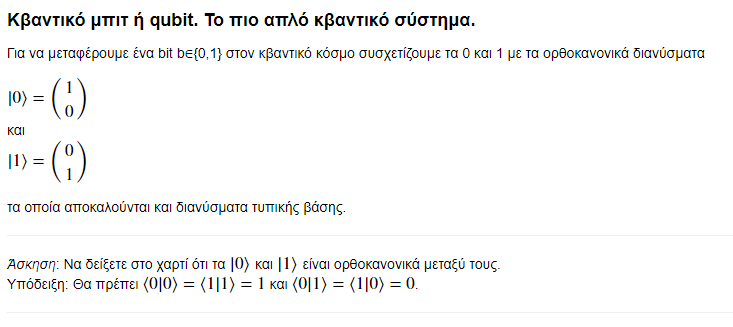 Κβαντικό μπιτ ή qubit. Το πιο απλό κβαντικό σύστημα.
Για να μεταφέρουμε ένα bit b∈{0,1} στον κβαντικό κόσμο συσχετίζουμε τα 0 και 1 με τα ορθοκανονικά διανύσματα
|0⟩ = (1 0)
και
|1⟩ = (0 1)
τα οποία αποκαλούνται και διανύσματα τυπικής βάσης.
Άσκηση: Να δείξετε στο χαρτί ότι τα |0⟩ και |1⟩ είναι ορθοκανονικά μεταξύ τους.
Υπόδειξη: Θα πρέπει ⟨0|0⟩ = ⟨1|1⟩ = 1 και ⟨0|1⟩ = ⟨1|0⟩ = 0.